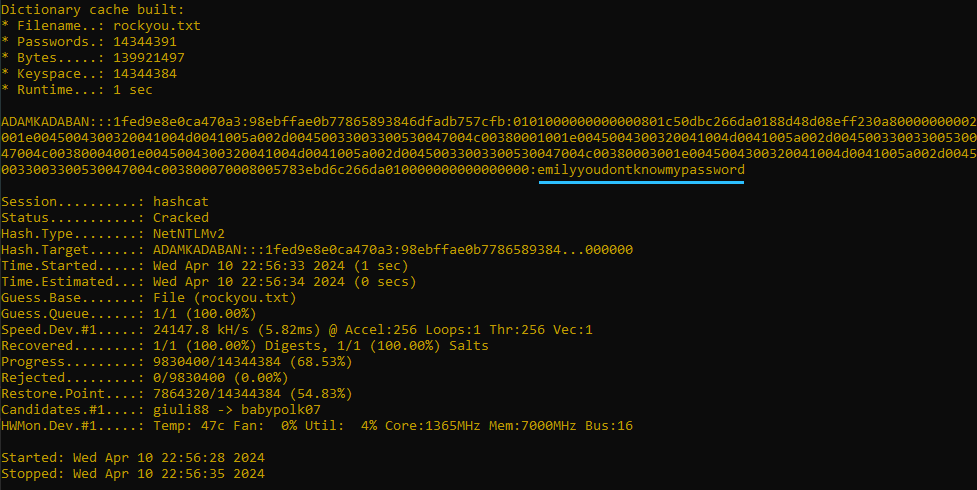 Dictionary cache built:
* Filename..: rockyou.txt
* Passwords.: 14344391
* Bytes.....: 139921497
* Keyspace..: 14344384
* Runtime...: 1 sec
ADAMKADABAN:::1fed9e8e0ca470a3:98ebffae0b77865893846dfadb757cfb:0101000000000000801c50dbc266da0188d48d08eff230a80000000002
001e0045004300320041004d0041005a002d00450033003300530047004c00380001001e0045004300320041004d0041005a002d004500330033005300
47004c00380004001e0045004300320041004d0041005a002d00450033003300530047004c00380003001e0045004300320041004d0041005a002d0045
0033003300530047004c003800070008005783ebd6c266da010000000000000000:emilyyoudontknowmypassword
Session..........: hashcat
Status...........: Cracked
Hash.Type........: NetNTLMv2
Hash.Target......: ADAMKADABAN:::1fed9e8e0ca470a3:98ebffae0b7786589384...000000
Time.Started.....: Wed Apr 10 22:56:33 2024 (1 sec)
Time.Estimated...: Wed Apr 10 22:56:34 2024 (0 secs)
Guess.Base.......: File (rockyou.txt)
Guess.Queue......: 1/1 (100.00%)
Speed.Dev.#1.....: 24147.8 kH/s (5.82ms) @ Accel:256 Loops:1 Thr:256 Vec:1
Recovered........: 1/1 (100.00%) Digests, 1/1 (100.00%) Salts
Progress.........: 9830400/14344384 (68.53%)
Rejected.........: 0/9830400 (0.00%)
Restore.Point....: 7864320/14344384 (54.83%)
Candidates.#1....: giuli88 -> babypolk07
HWMon.Dev.#1.....: Temp: 47c Fan:  0% Util:  4% Core:1365MHz Mem:7000MHz Bus:16
Started: Wed Apr 10 22:56:28 2024
Stopped: Wed Apr 10 22:56:35 2024